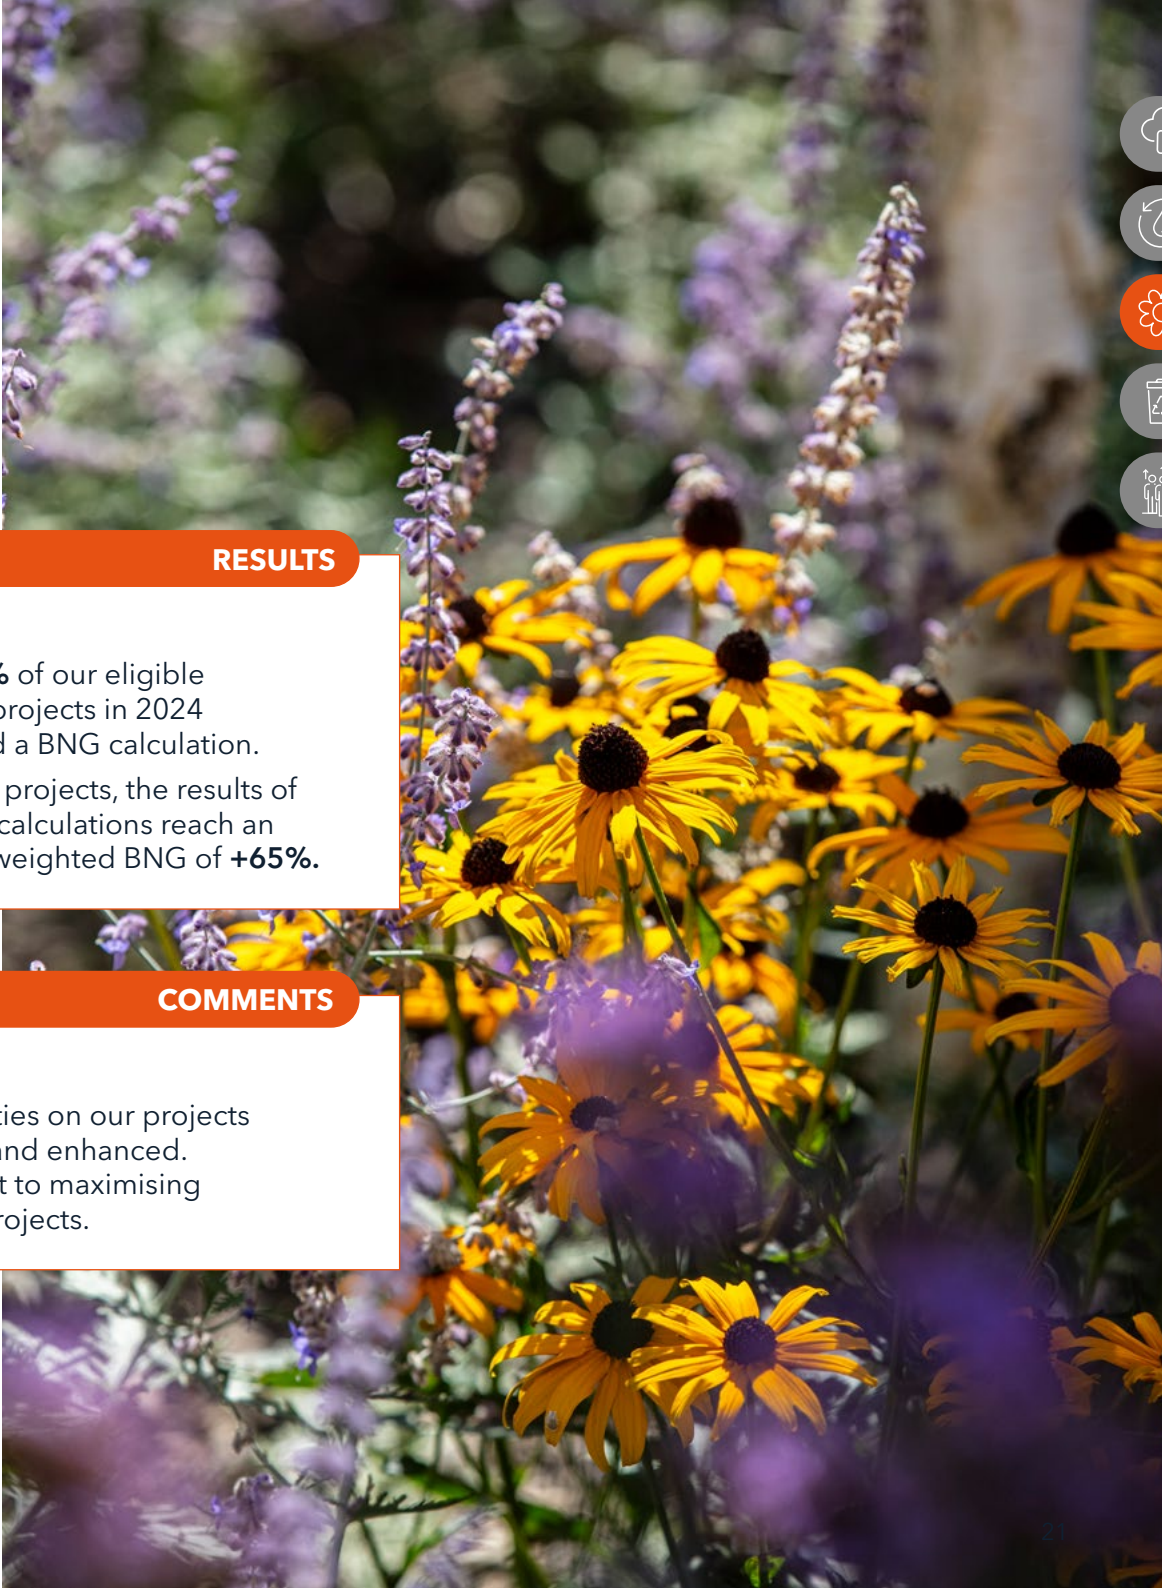 RESULTS
% of our eligible
projects in 2024
d a BNG calculation.
projects, the results of
calculations reach an
weighted BNG of +65%.
COMMENTS
ties on our projects
and enhanced.
t to maximising
rojects.
21